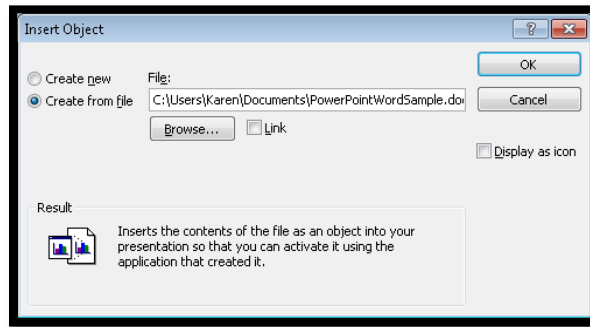 Insert Object
Create new
File:
OK
Create from file
C:\Users\Karen\Documents\PowerPointWordSample.do
Cancel
Browse...
Link
Display as icon
Result
Inserts the contents of the file as an object into your
presentation so that you can activate it using the
application that created it.